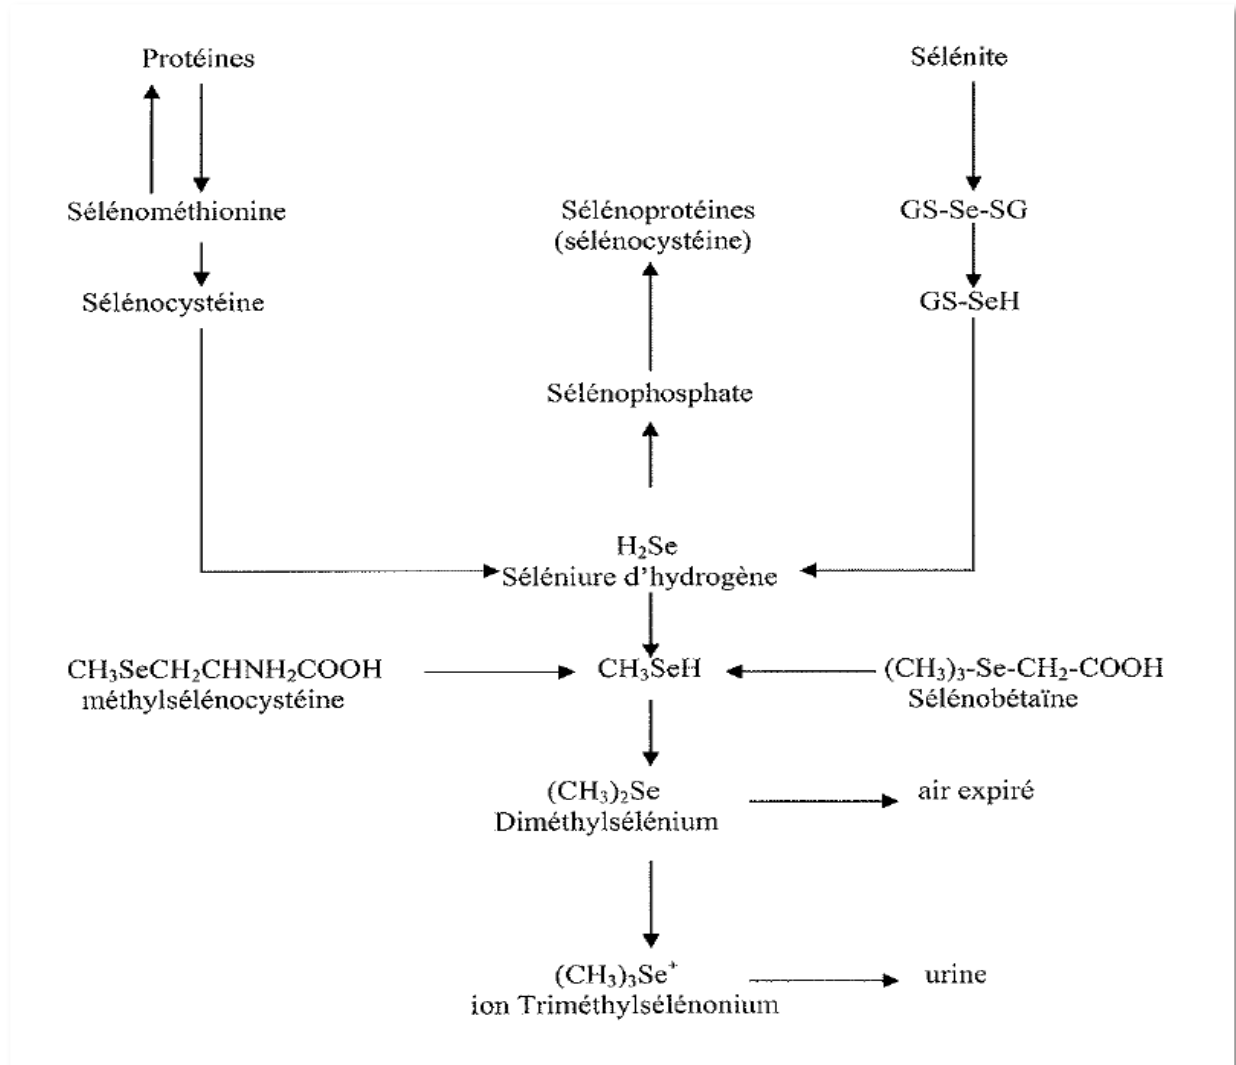 Protéines
Sélénite
Sélénométhionine
Sélénoprotéines
(sélénocystéine)
GS-Se-SG
Sélénocystéine
GS-SeH
Sélénophosphate
H₂Se
Séléniure d'hydrogène
CH₃SeCH₂CHNH₂COOH
méthylsélénocystéine
CH₃SeH
(CH₃)₃-Se-CH₂-COOH
Sélénobétaïne
(CH₃)₂Se
Diméthylsélénium
air expiré
(CH₃)₃Se⁺
ion Triméthylsélénonium
urine